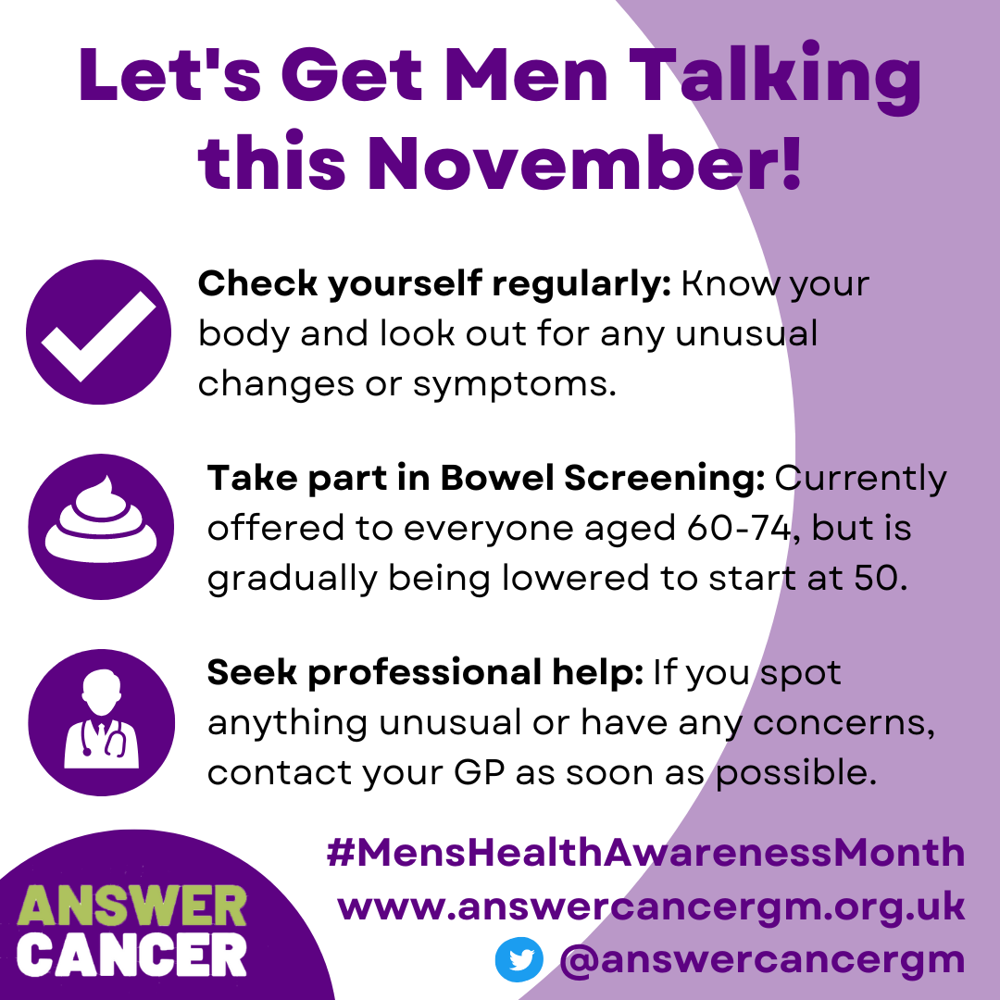 Let's Get Men Talking
this November!
Check yourself regularly: Know your
body and look out for any unusual
changes or symptoms.
Take part in Bowel Screening: Currently
offered to everyone aged 60-74, but is
gradually being lowered to start at 50.
Seek professional help: If you spot
anything unusual or have any concerns,
contact your GP as soon as possible.
#MensHealthAwarenessMonth
www.answercancergm.org.uk
@answercancergm
ANSWER
CANCER